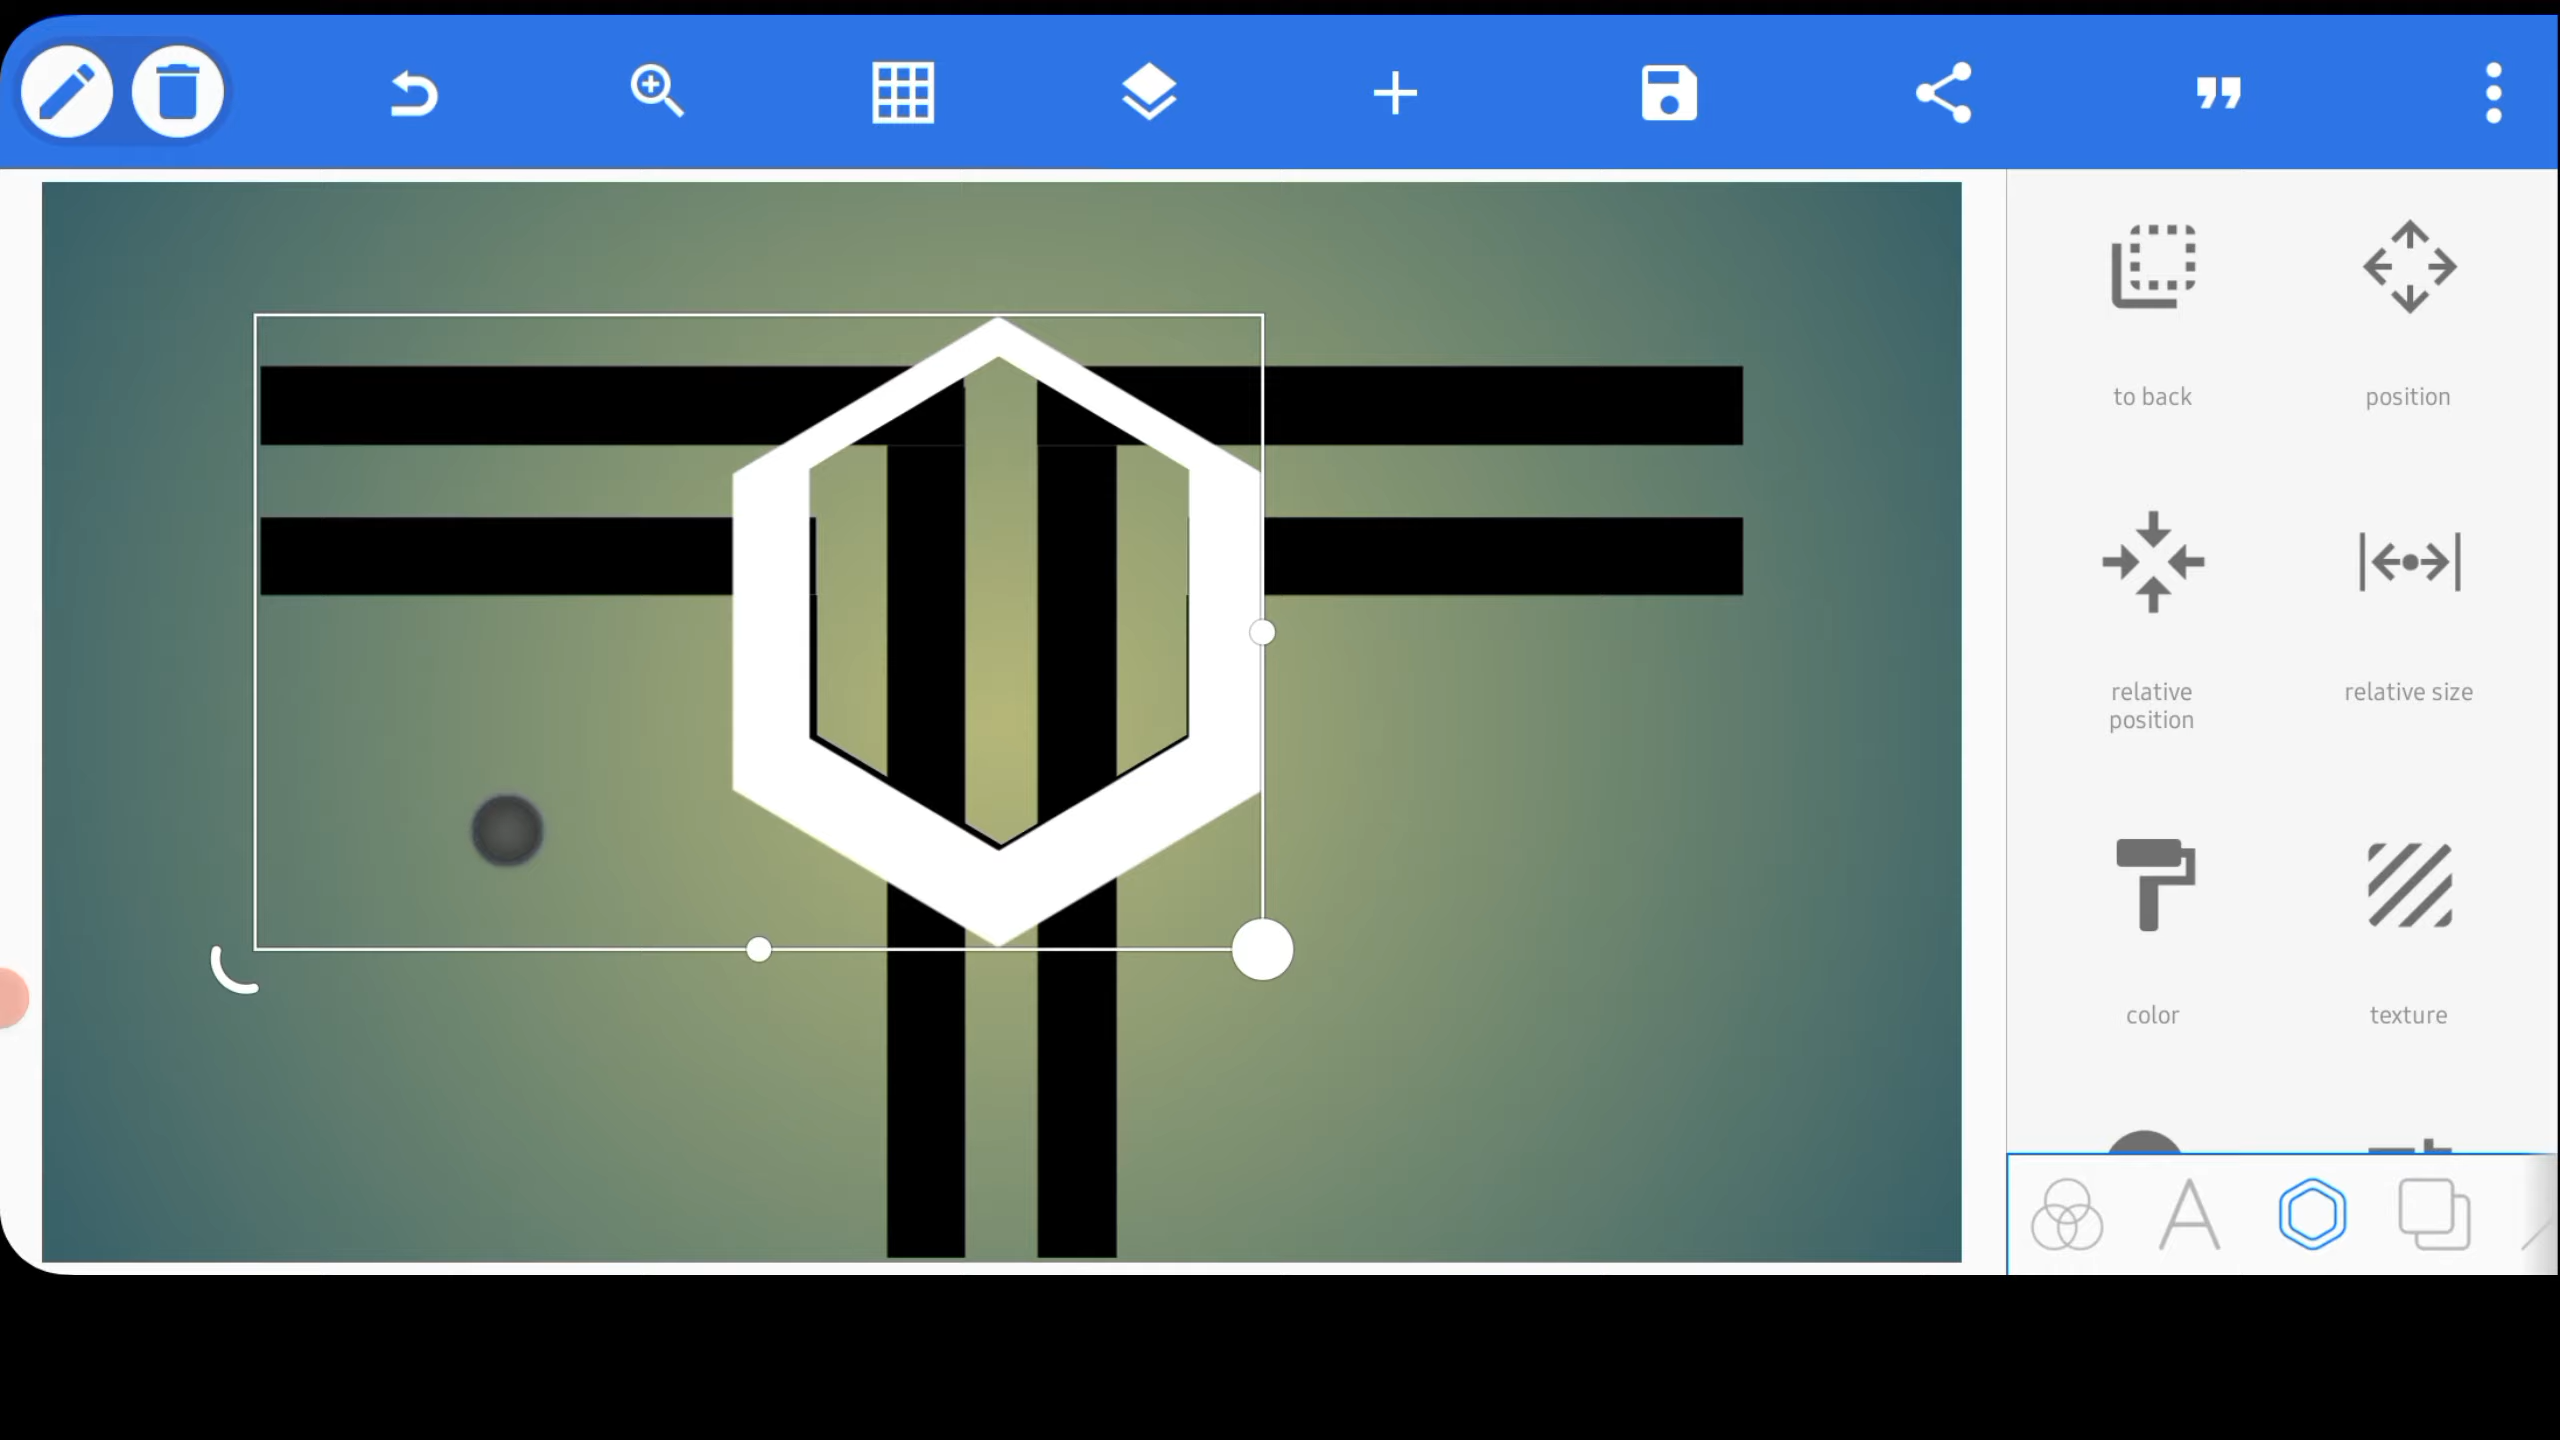 to back
position
relative
position
relative size
color
texture